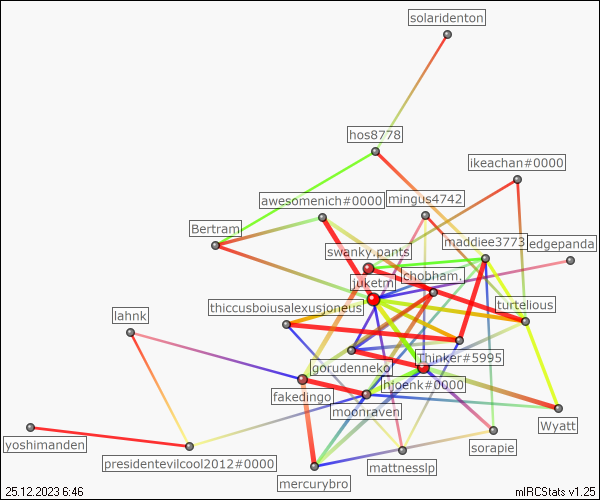 solaridenton
hos8778
ikeachan#0000
awesomenich#0000
mingus4742
Bertram
maddiee3773
edgepanda
swanky.pants
chobham.
juketm
thiccusboiusalexusjoneus
turtelious
lahnk
Thinker#5995
gorudenneko
lhjoenk#0000
fakedingo
moonraven
Wyatt
yoshimanden
sorapie
presidentevilcool2012#0000
mattnesslp
mercurybro
25.12.2023 6:46
mIRCStats v1.25